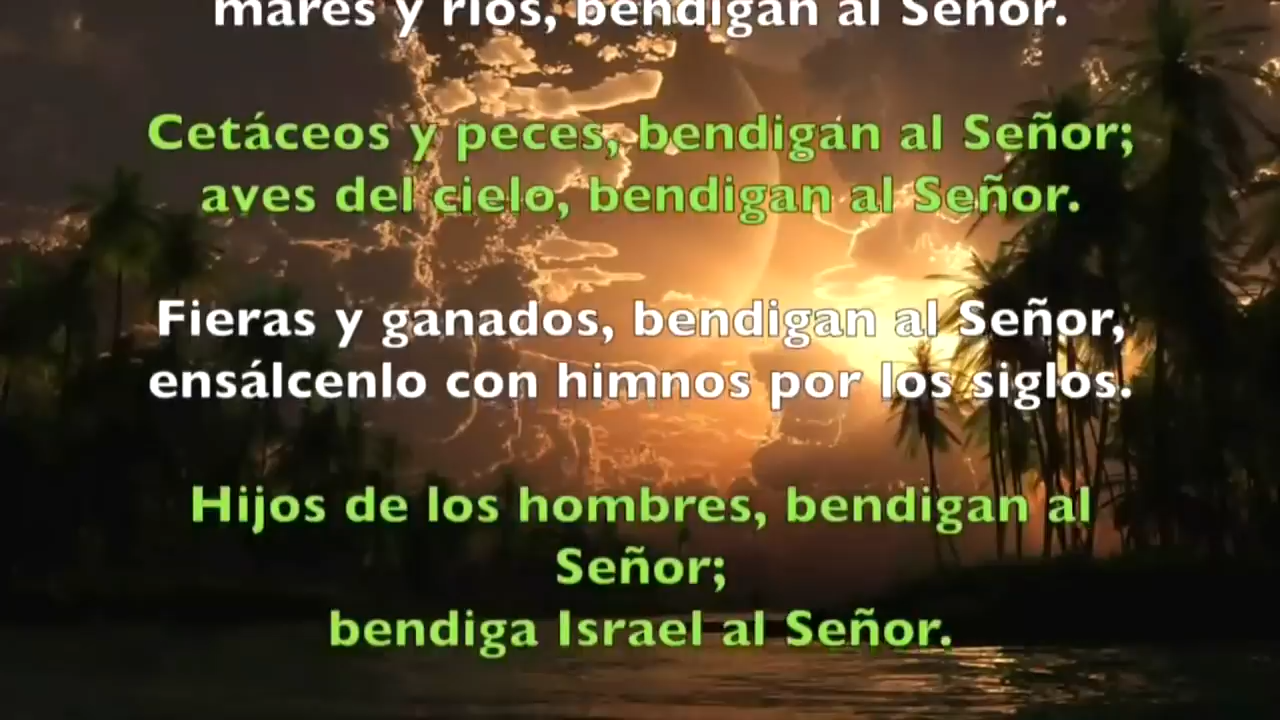 mares y ríos, bendigan al Señor.
Cetáceos y peces, bendigan al Señor;
aves del cielo, bendigan al Señor.
Fieras y ganados, bendigan al Señor,
ensálcenlo con himnos por los siglos.
Hijos de los hombres, bendigan al
Señor;
bendiga Israel al Señor.